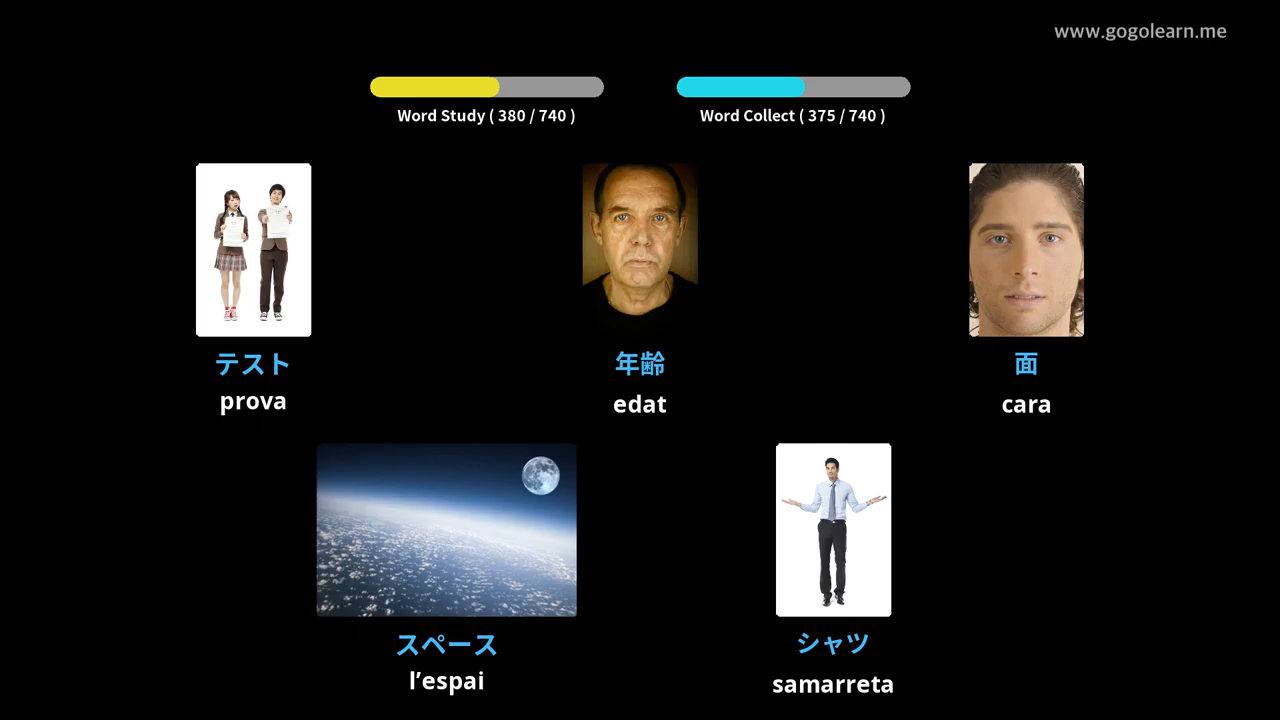 www.gogolearn.me
Word Study ( 380 / 740 )
Word Collect ( 375 / 740 )
テスト
prova
年齢
edat
面
cara
スペース
l’espai
シャツ
samarreta